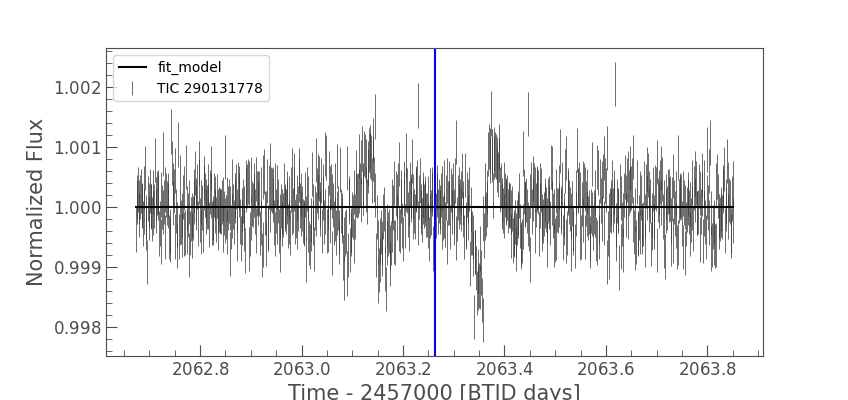 fit_model
TIC 290131778
Normalized Flux
1.002
1.001
1.000
0.999
0.998
2062.8 2063.0 2063.2 2063.4 2063.6 2063.8
Time - 2457000 [BTJD days]